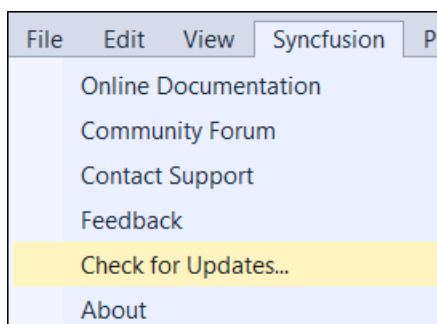 File Edit View Syncfusion P
Online Documentation
Community Forum
Contact Support
Feedback
Check for Updates...
About